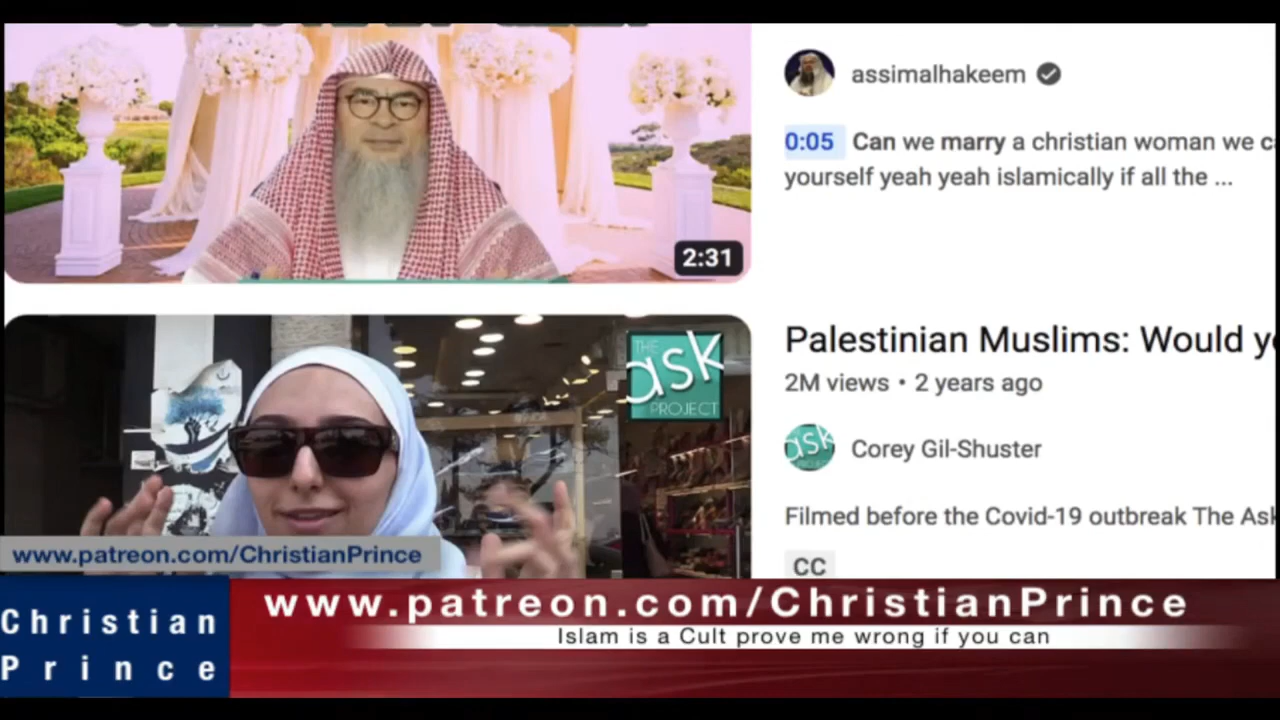 assimalhakeem
0:05 Can we marry a christian woman we
yourself yeah yeah islamically if all the ...
2:31
THE
ask
PROJECT
Palestinian Muslims: Would
2M views • 2 years ago
ask
Corey Gil-Shuster
Filmed before the Covid-19 outbreak The Ask
CC
www.patreon.com/ChristianPrince
Christian
Prince
www.patreon.com/ChristianPrince
Islam is a Cult prove me wrong if you can